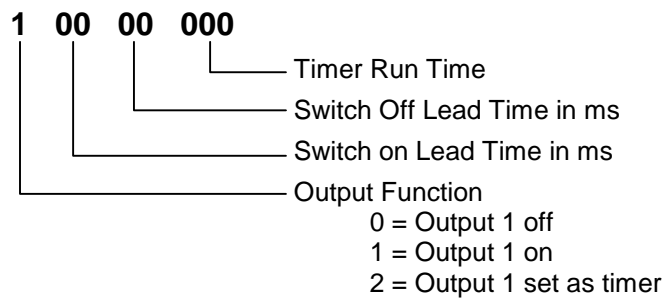 1 00 00 000
Timer Run Time
Switch Off Lead Time in ms
Switch on Lead Time in ms
Output Function
0 = Output 1 off
1 = Output 1 on
2 = Output 1 set as timer